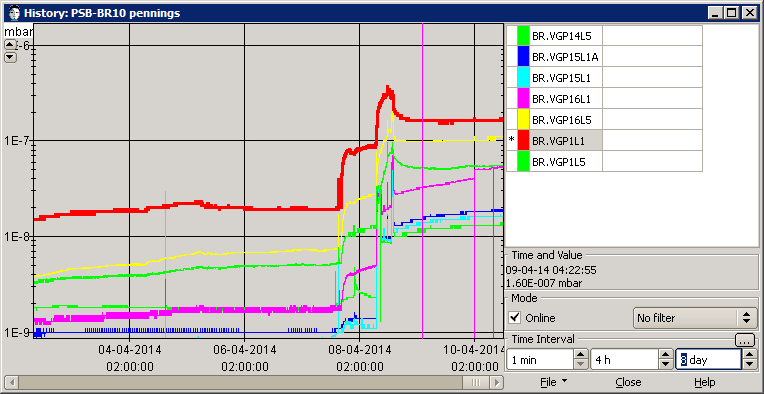 History: PSB-BR10 pennings
mbar
-6
1E-7
1E-8
1E-9
04-04-2014
02:00:00
06-04-2014
02:00:00
08-04-2014
02:00:00
10-04-2014
02:00:00
BR.VGP14L5
BR.VGP15L1A
BR.VGP15L1
BR.VGP16L1
BR.VGP16L5
* BR.VGP1L1
BR.VGP1L5
Time and Value
09-04-14 04:22:55
1.60E-007 mbar
Mode
Online
No filter
Time Interval
...
1 min
4 h
8 day
File
Close
Help